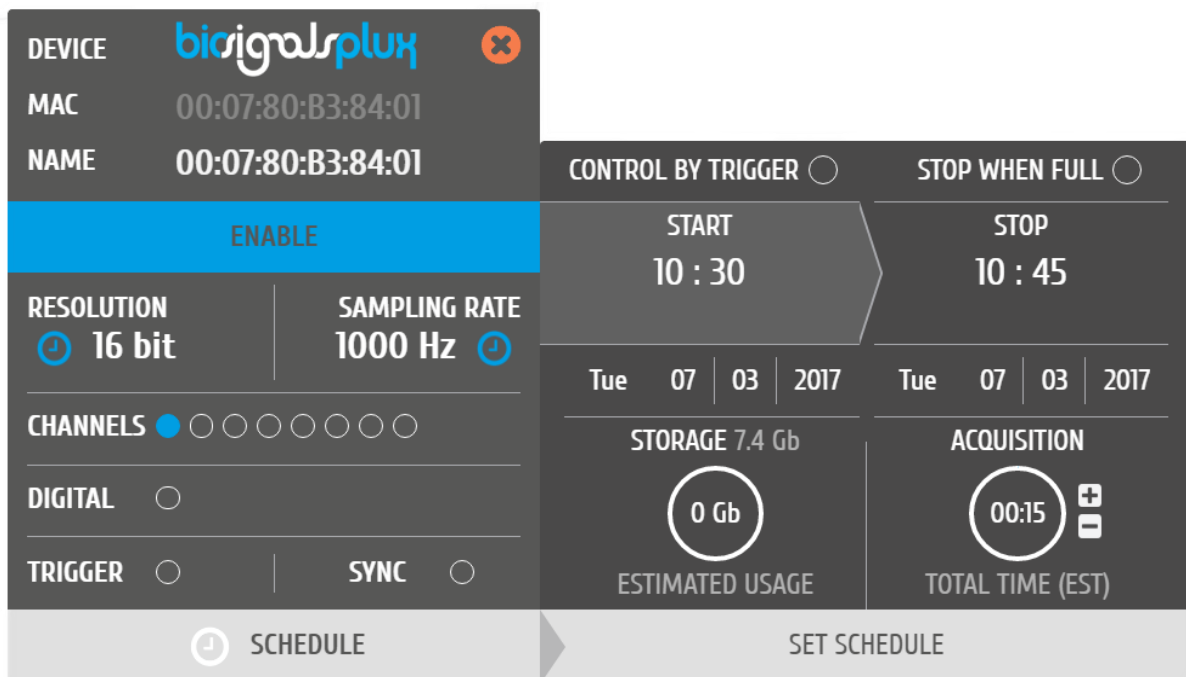 DEVICE biosignalsplux
MAC 00:07:80:B3:84:01
NAME 00:07:80:B3:84:01
ENABLE
RESOLUTION SAMPLING RATE
16 bit 1000 Hz
CHANNELS
DIGITAL
TRIGGER SYNC
SCHEDULE
CONTROL BY TRIGGER STOP WHEN FULL
START STOP
10 : 30 10 : 45
Tue 07 03 2017 Tue 07 03 2017
STORAGE 7.4 Gb ACQUISITION
0 Gb 00:15
ESTIMATED USAGE TOTAL TIME (EST)
SET SCHEDULE